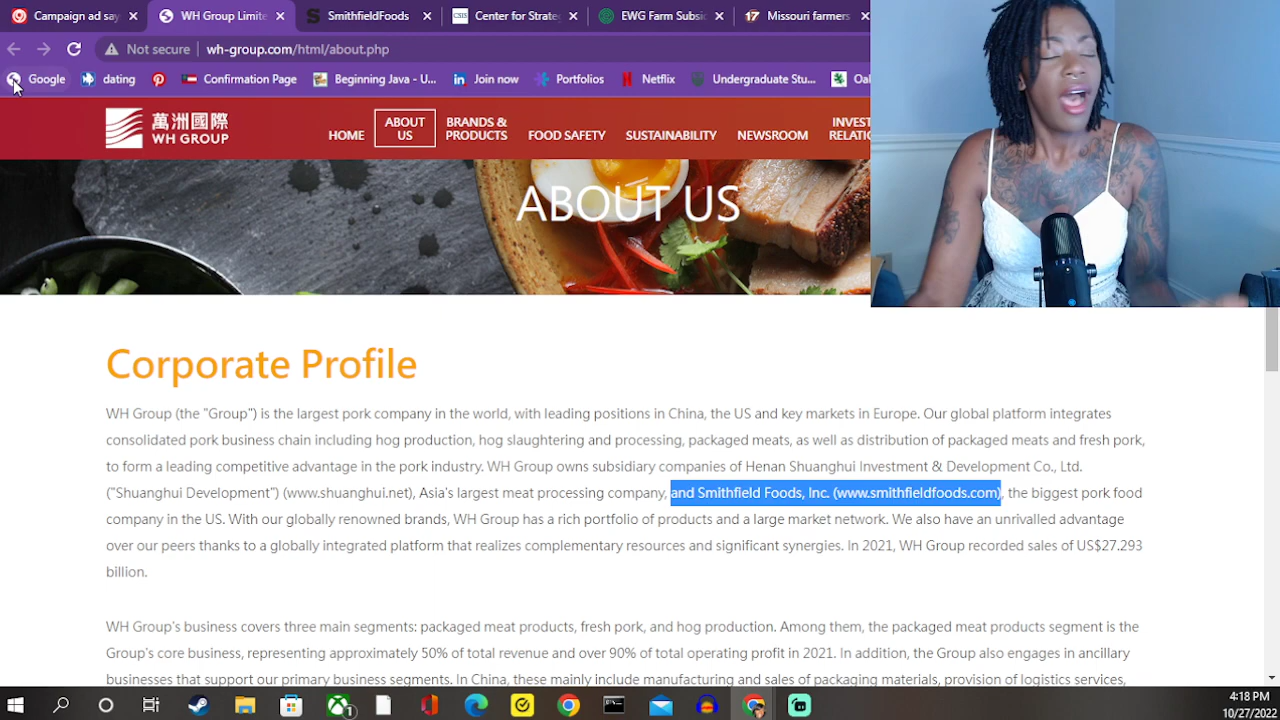 Campaign ad say
WH Group Limite
SmithfieldFoods
CSIS
Center for Strate
EWG Farm Subsi
17
Missouri farmers
Not secure
wh-group.com/html/about.php
Google
dating
Confirmation Page
Beginning Java - U...
Join now
Portfolios
Netflix
Undergraduate Stu...
Oa
萬洲國際
WH GROUP
HOME
ABOUT
US
BRANDS &
PRODUCTS
FOOD SAFETY
SUSTAINABILITY
NEWSROOM
INVEST
RELATI
ABOUT US
Corporate Profile
WH Group (the "Group") is the largest pork company in the world, with leading positions in China, the US and key markets in Europe. Our global platform integrates
consolidated pork business chain including hog production, hog slaughtering and processing, packaged meats, as well as distribution of packaged meats and fresh pork,
to form a leading competitive advantage in the pork industry. WH Group owns subsidiary companies of Henan Shuanghui Investment & Development Co., Ltd.
("Shuanghui Development") (www.shuanghui.net), Asia's largest meat processing company, and Smithfield Foods, Inc. (www.smithfieldfoods.com), the biggest pork food
company in the US. With our globally renowned brands, WH Group has a rich portfolio of products and a large market network. We also have an unrivalled advantage
over our peers thanks to a globally integrated platform that realizes complementary resources and significant synergies. In 2021, WH Group recorded sales of US$27.293
billion.
WH Group's business covers three main segments: packaged meat products, fresh pork, and hog production. Among them, the packaged meat products segment is the
Group's core business, representing approximately 50% of total revenue and over 90% of total operating profit in 2021. In addition, the Group also engages in ancillary
businesses that support our primary business segments. In China, these mainly include manufacturing and sales of packaging materials, provision of logistics services,
1
4:18 PM
10/27/2022